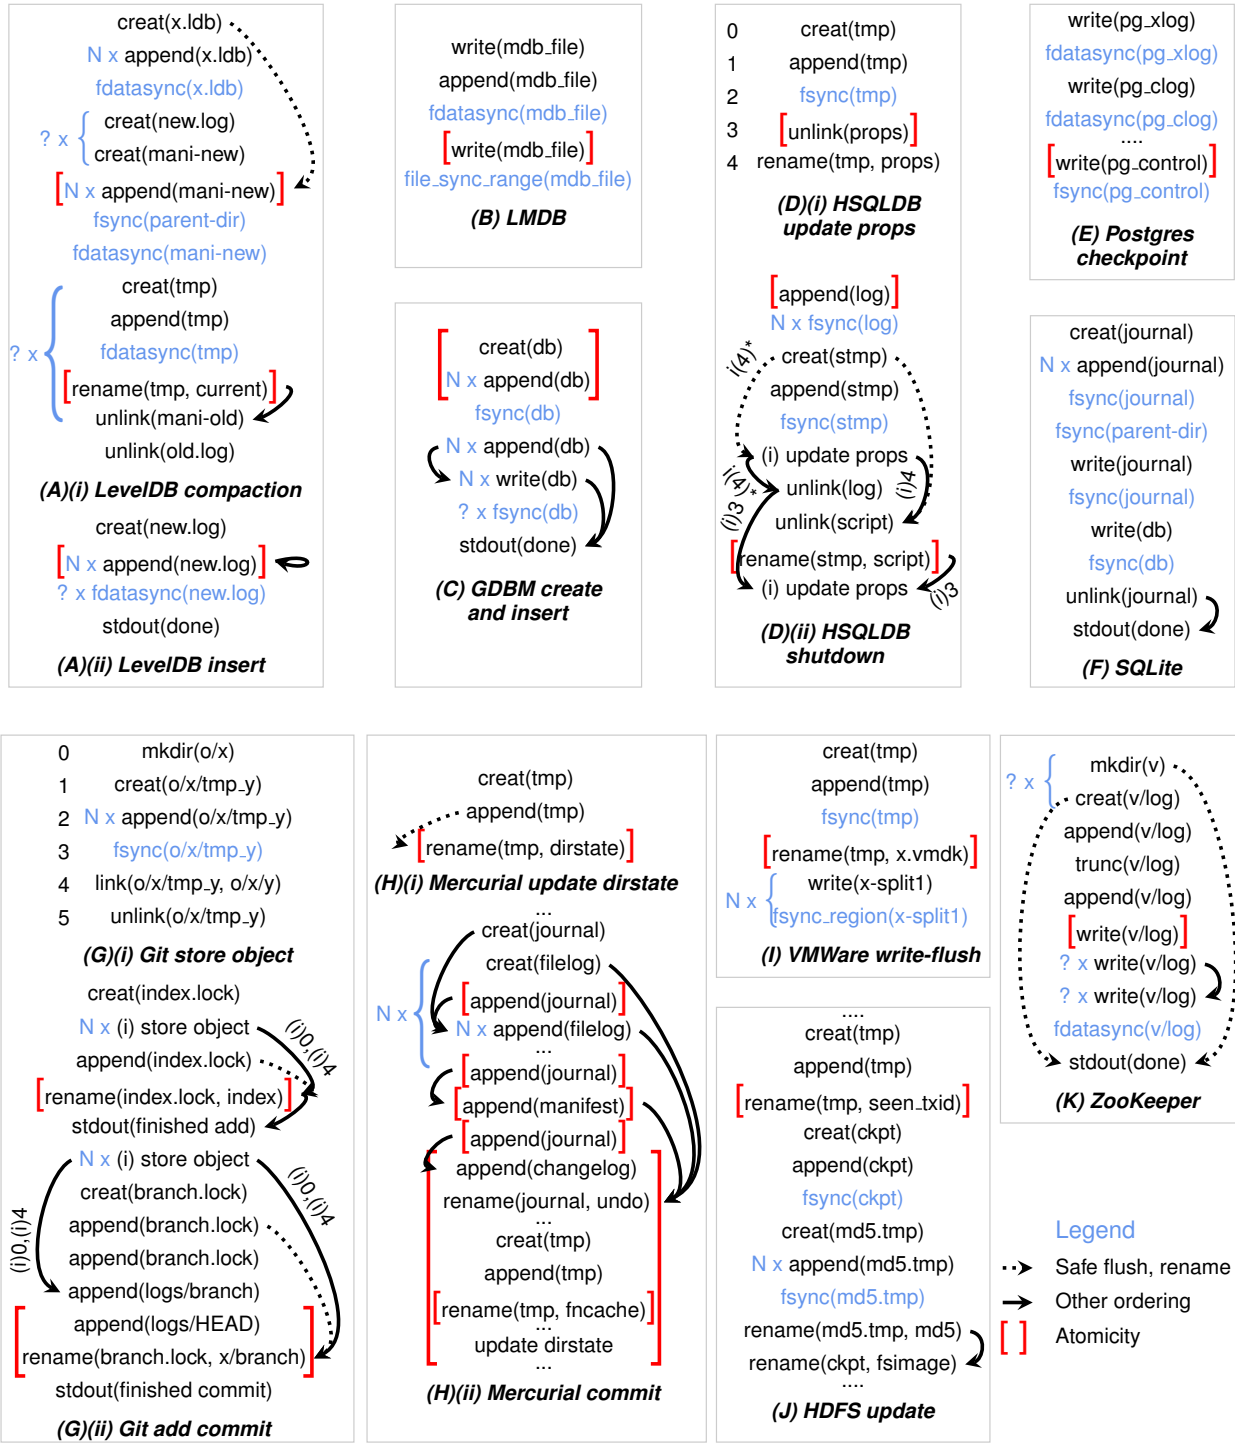 creat(x.ldb)
N x append(x.ldb)
fdatasync(x.ldb)
creat(new.log)
? x
creat(mani-new)
[N x append(mani-new)]
fsync(parent-dir)
fdatasync(mani-new)
creat(tmp)
append(tmp)
? x
fdatasync(tmp)
[rename(tmp, current)]
unlink(mani-old)
unlink(old.log)
(A)(i) LevelDB compaction
creat(new.log)
[N x append(new.log)]
? x fdatasync(new.log)
stdout(done)
(A)(ii) LevelDB insert
write(mdb_file)
append(mdb_file)
fdatasync(mdb_file)
[write(mdb_file)]
file_sync_range(mdb_file)
(B) LMDB
creat(db)
N x append(db)
fsync(db)
N x append(db)
N x write(db)
? x fsync(db)
stdout(done)
(C) GDBM create
and insert
0 creat(tmp)
1 append(tmp)
2 fsync(tmp)
3 [unlink(props)]
4 rename(tmp, props)
(D)(i) HSQLDB
update props
[append(log)]
N x fsync(log)
creat(stmp)
i(4)*
append(stmp)
fsync(stmp)
(i) update props
i(4)*
unlink(log)
(i)4
(i)3
unlink(script)
[rename(stmp, script)]
(i) update props
(i)3
(D)(ii) HSQLDB
shutdown
write(pg_xlog)
fdatasync(pg_xlog)
write(pg_clog)
fdatasync(pg_clog)
....
[write(pg_control)]
fsync(pg_control)
(E) Postgres
checkpoint
creat(journal)
N x append(journal)
fsync(journal)
fsync(parent-dir)
write(journal)
fsync(journal)
write(db)
fsync(db)
unlink(journal)
stdout(done)
(F) SQLite
0 mkdir(o/x)
1 creat(o/x/tmp_y)
2 N x append(o/x/tmp_y)
3 fsync(o/x/tmp_y)
4 link(o/x/tmp_y, o/x/y)
5 unlink(o/x/tmp_y)
(G)(i) Git store object
creat(index.lock)
N x (i) store object
(i)0,(i)4
append(index.lock)
[rename(index.lock, index)]
stdout(finished add)
N x (i) store object
(i)0,(i)4
creat(branch.lock)
append(branch.lock)
(i)0,(i)4
append(branch.lock)
append(logs/branch)
append(logs/HEAD)
rename(branch.lock, x/branch)
stdout(finished commit)
(G)(ii) Git add commit
creat(tmp)
append(tmp)
[rename(tmp, dirstate)]
(H)(i) Mercurial update dirstate
...
creat(journal)
creat(filelog)
N x
[append(journal)]
N x append(filelog)
...
[append(journal)]
[append(manifest)]
[append(journal)]
append(changelog)
rename(journal, undo)
...
creat(tmp)
append(tmp)
[rename(tmp, fncache)]
...
update dirstate
...
(H)(ii) Mercurial commit
creat(tmp)
append(tmp)
fsync(tmp)
[rename(tmp, x.vmdk)]
write(x-split1)
N x
fsync_region(x-split1)
(I) VMWare write-flush
....
creat(tmp)
append(tmp)
[rename(tmp, seen_txid)]
creat(ckpt)
append(ckpt)
fsync(ckpt)
creat(md5.tmp)
N x append(md5.tmp)
fsync(md5.tmp)
rename(md5.tmp, md5)
rename(ckpt, fsimage)
....
(J) HDFS update
mkdir(v)
? x
creat(v/log)
append(v/log)
trunc(v/log)
append(v/log)
[write(v/log)]
? x write(v/log)
? x write(v/log)
fdatasync(v/log)
stdout(done)
(K) ZooKeeper
Legend
Safe flush, rename
Other ordering
[ ] Atomicity